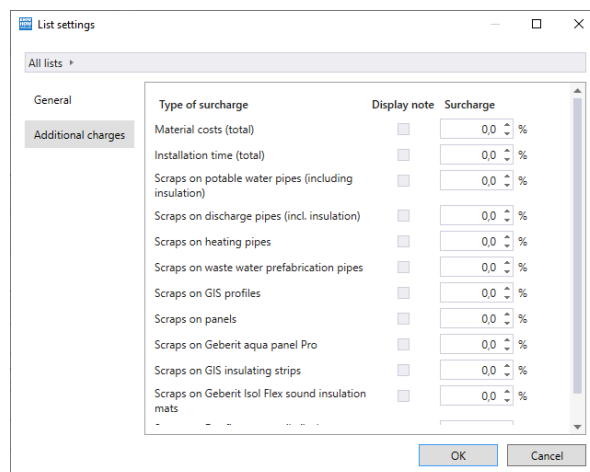 List settings
All lists
General
Additional charges
Type of surcharge Display note Surcharge
Material costs (total) 0,0 %
Installation time (total) 0,0 %
Scraps on potable water pipes (including 0,0 %
insulation)
Scraps on discharge pipes (incl. insulation) 0,0 %
Scraps on heating pipes 0,0 %
Scraps on waste water prefabrication pipes 0,0 %
Scraps on GIS profiles 0,0 %
Scraps on panels 0,0 %
Scraps on Geberit aqua panel Pro 0,0 %
Scraps on GIS insulating strips 0,0 %
Scraps on Geberit Isol Flex sound insulation 0,0 %
mats
OK Cancel